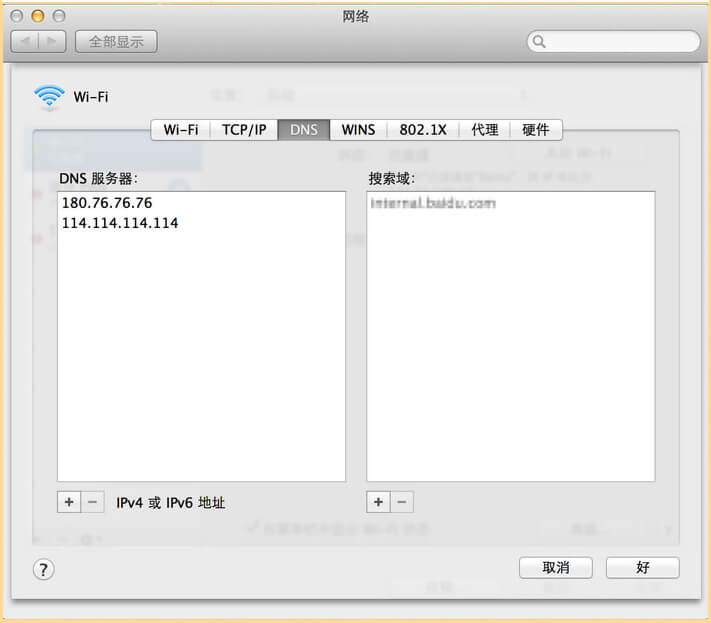 网络
全部显示
Wi-Fi
Wi-Fi TCP/IP DNS WINS 802.1X 代理 硬件
DNS 服务器:
搜索域:
180.76.76.76
114.114.114.114
internal.baidu.com
+ − IPv4 或 IPv6 地址
+ −
? 取消 好